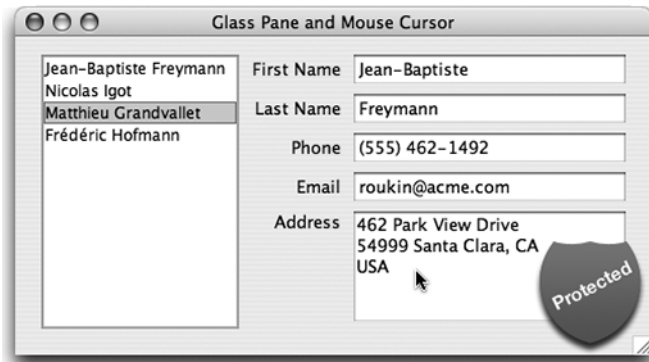 Glass Pane and Mouse Cursor
Jean-Baptiste Freymann
Nicolas Igot
Matthieu Grandvallet
Frédéric Hofmann
First Name Jean-Baptiste
Last Name Freymann
Phone (555) 462-1492
Email roukin@acme.com
Address 462 Park View Drive
54999 Santa Clara, CA
USA
Protected